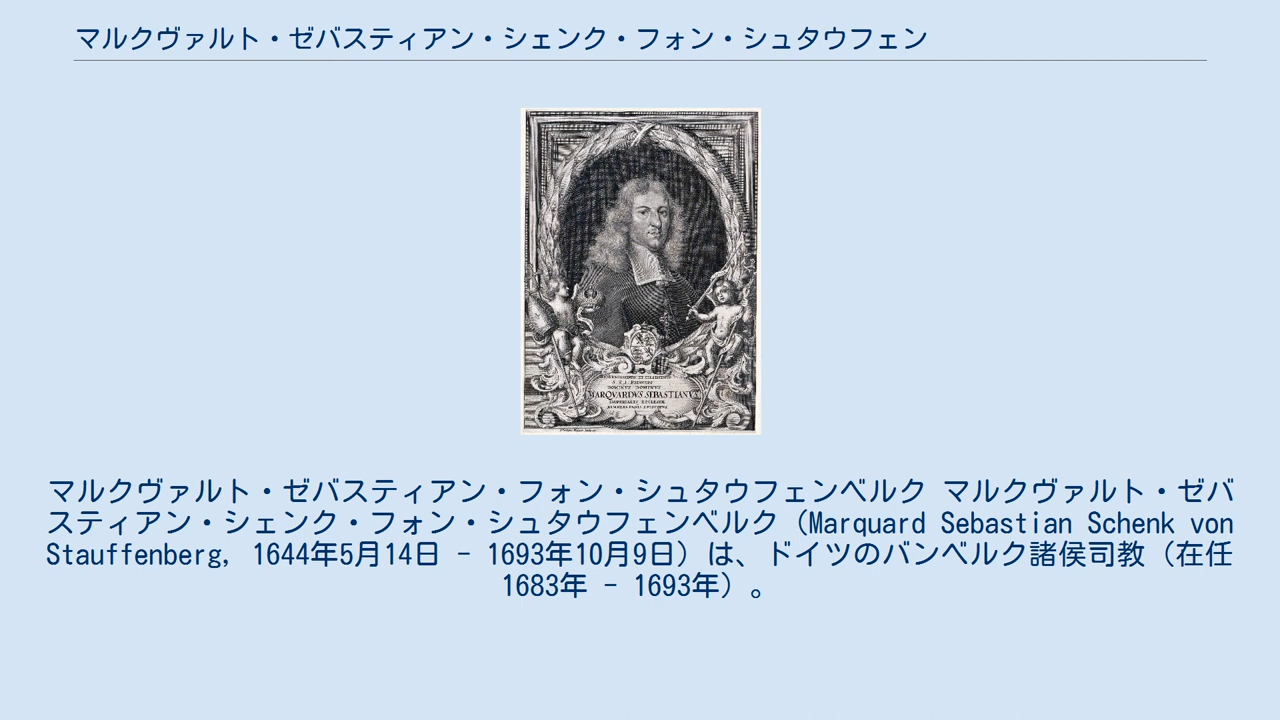 マルクヴァルト・ゼバスティアン・シェンク・フォン・シュタウフェン
MARQVARDVS SEBASTIANVS
マルクヴァルト・ゼバスティアン・フォン・シュタウフェンベルク マルクヴァルト・ゼバ
スティアン・シェンク・フォン・シュタウフェンベルク（Marquard Sebastian Schenk von
Stauffenberg, 1644年5月14日 - 1693年10月9日）は、ドイツのバンベルク諸侯司教（在任
1683年 - 1693年）。